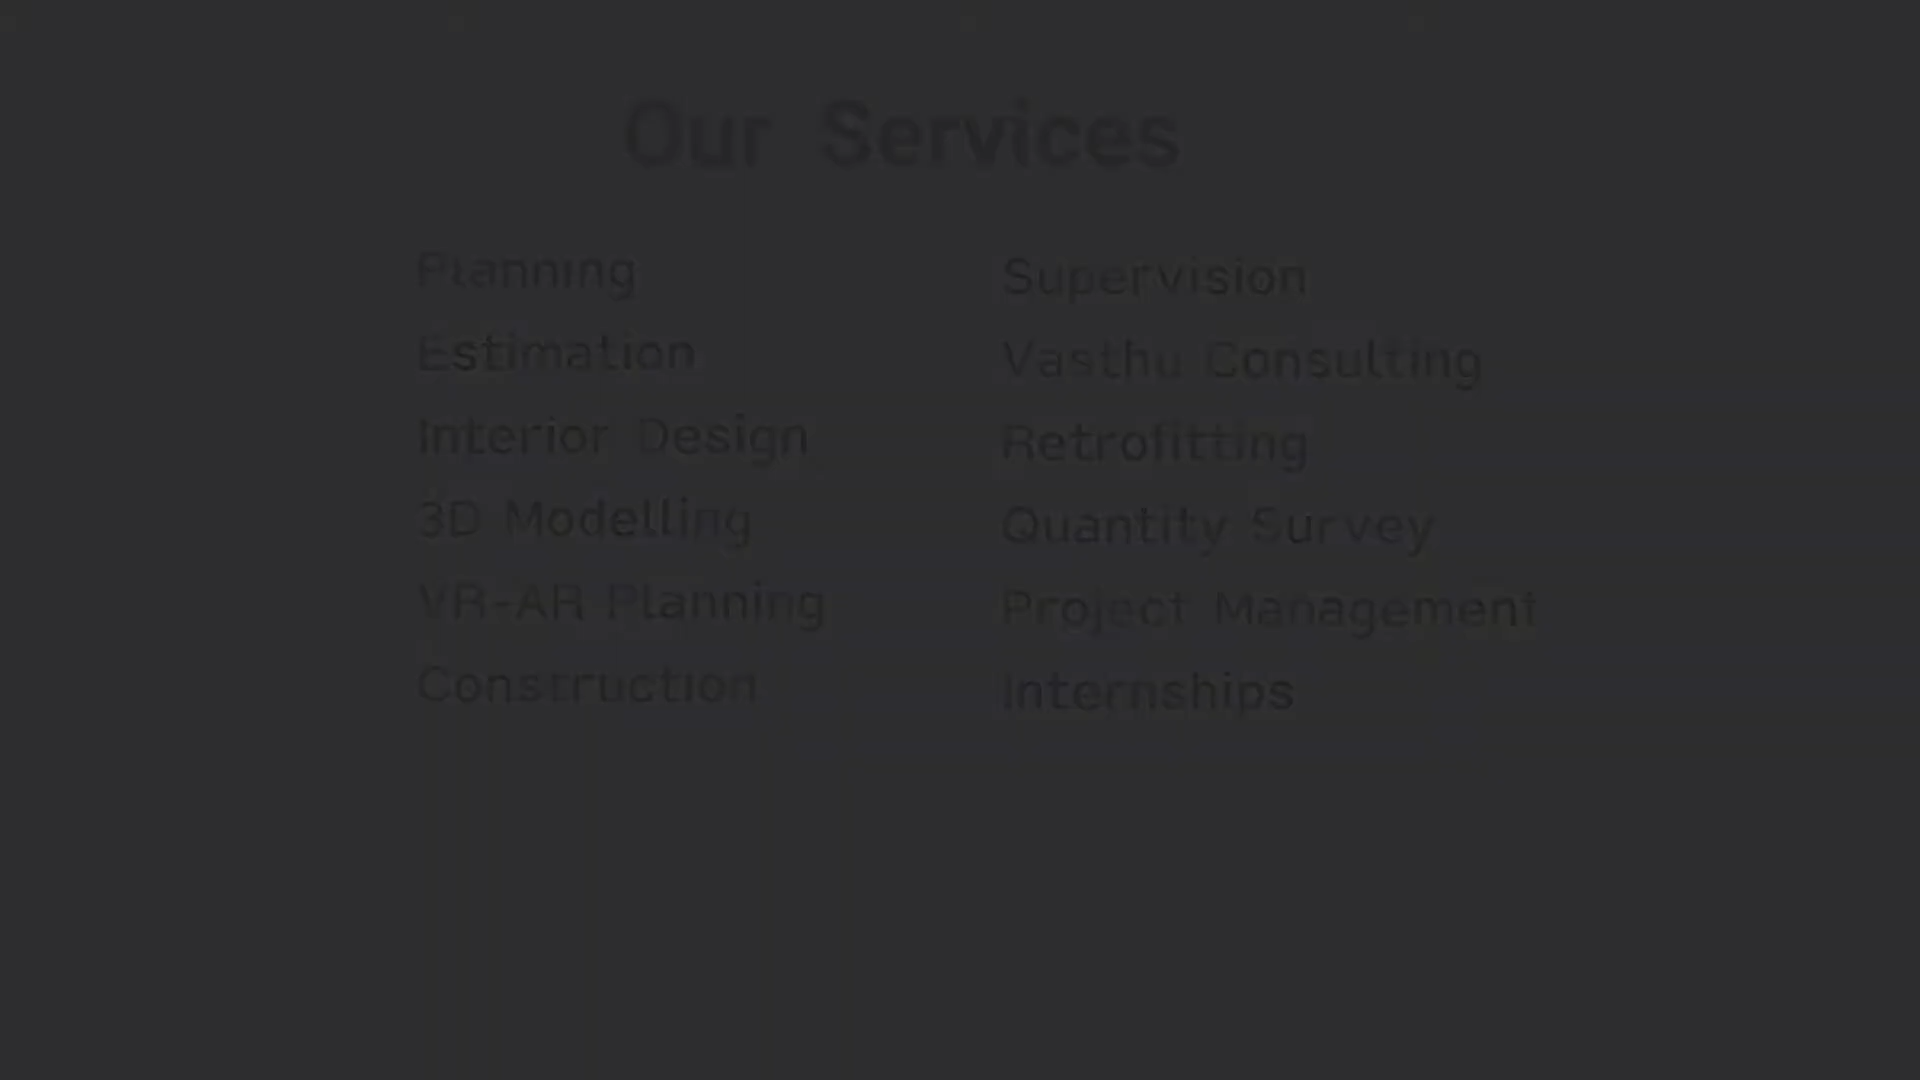 Our Services
Planning
Estimation
Interior Design
3D Modelling
VR-AR Planning
Construction
Supervision
Vasthu Consulting
Retrofitting
Quantity Survey
Project Management
Internships